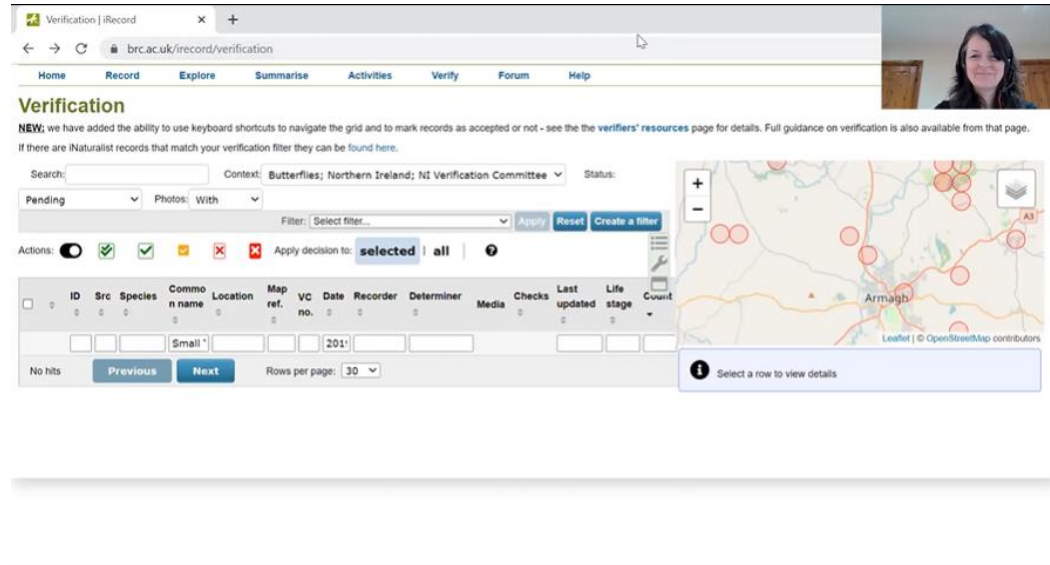 Verification | iRecord
brc.ac.uk/irecord/verification
Home Record Explore Summarise Activities Verify Forum Help
Verification
NEW: we have added the ability to use keyboard shortcuts to navigate the grid and to mark records as accepted or not - see the the verifiers' resources page for details. Full guidance on verification is also available from that page.
If there are iNaturalist records that match your verification filter they can be found here.
Search: Context: Butterflies; Northern Ireland; NI Verification Committee Status:
Pending Photos: With
Filter: Select filter... Apply Reset Create a filter
Actions: Apply decision to: selected | all
ID Src Species Commo n name Location Map ref. VC no. Date Recorder Determiner Media Checks Last updated Life stage Count
Small 201
No hits Previous Next Rows per page: 30
A3
Armagh
Leaflet | © OpenStreetMap contributors
Select a row to view details